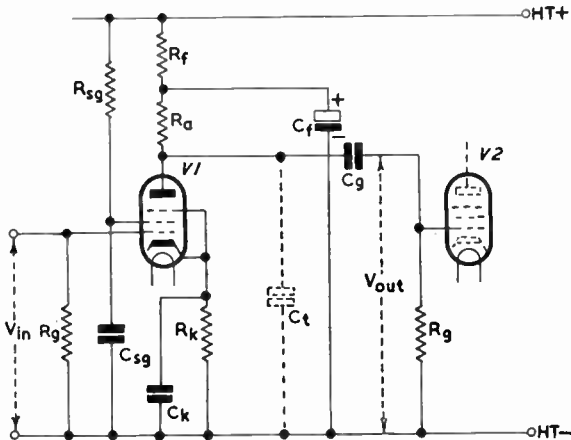 HT+
Rf
Rsg
Ra
+
Cf
−
V1
Cg
V2
Vin
Rg
Csg
Rk
Ck
Ct
Vout
Rg
HT−